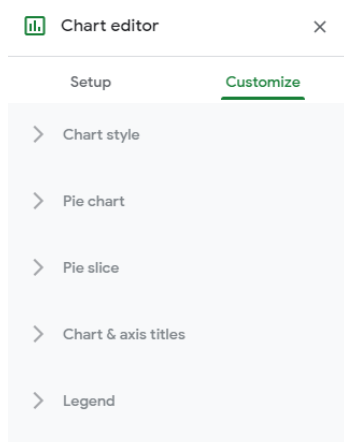 Chart editor
Setup Customize
Chart style
Pie chart
Pie slice
Chart & axis titles
Legend